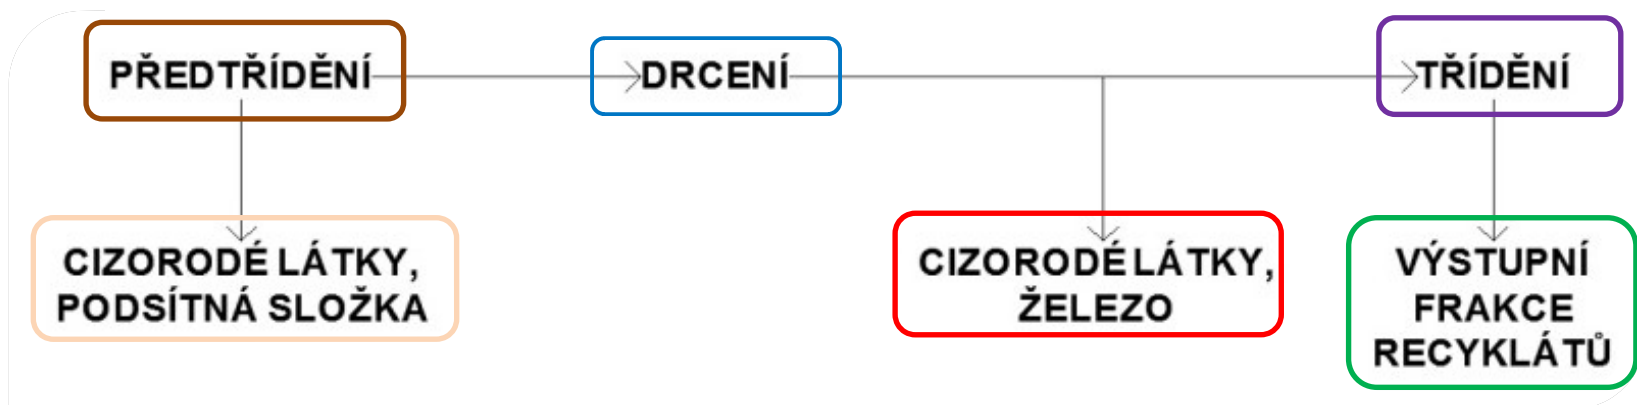 PŘEDTŘÍDĚNÍ
DRCENÍ
TŘÍDĚNÍ
CIZORODÉ LÁTKY,
PODSÍTNÁ SLOŽKA
CIZORODÉ LÁTKY,
ŽELEZO
VÝSTUPNÍ
FRAKCE
RECYKLÁTŮ